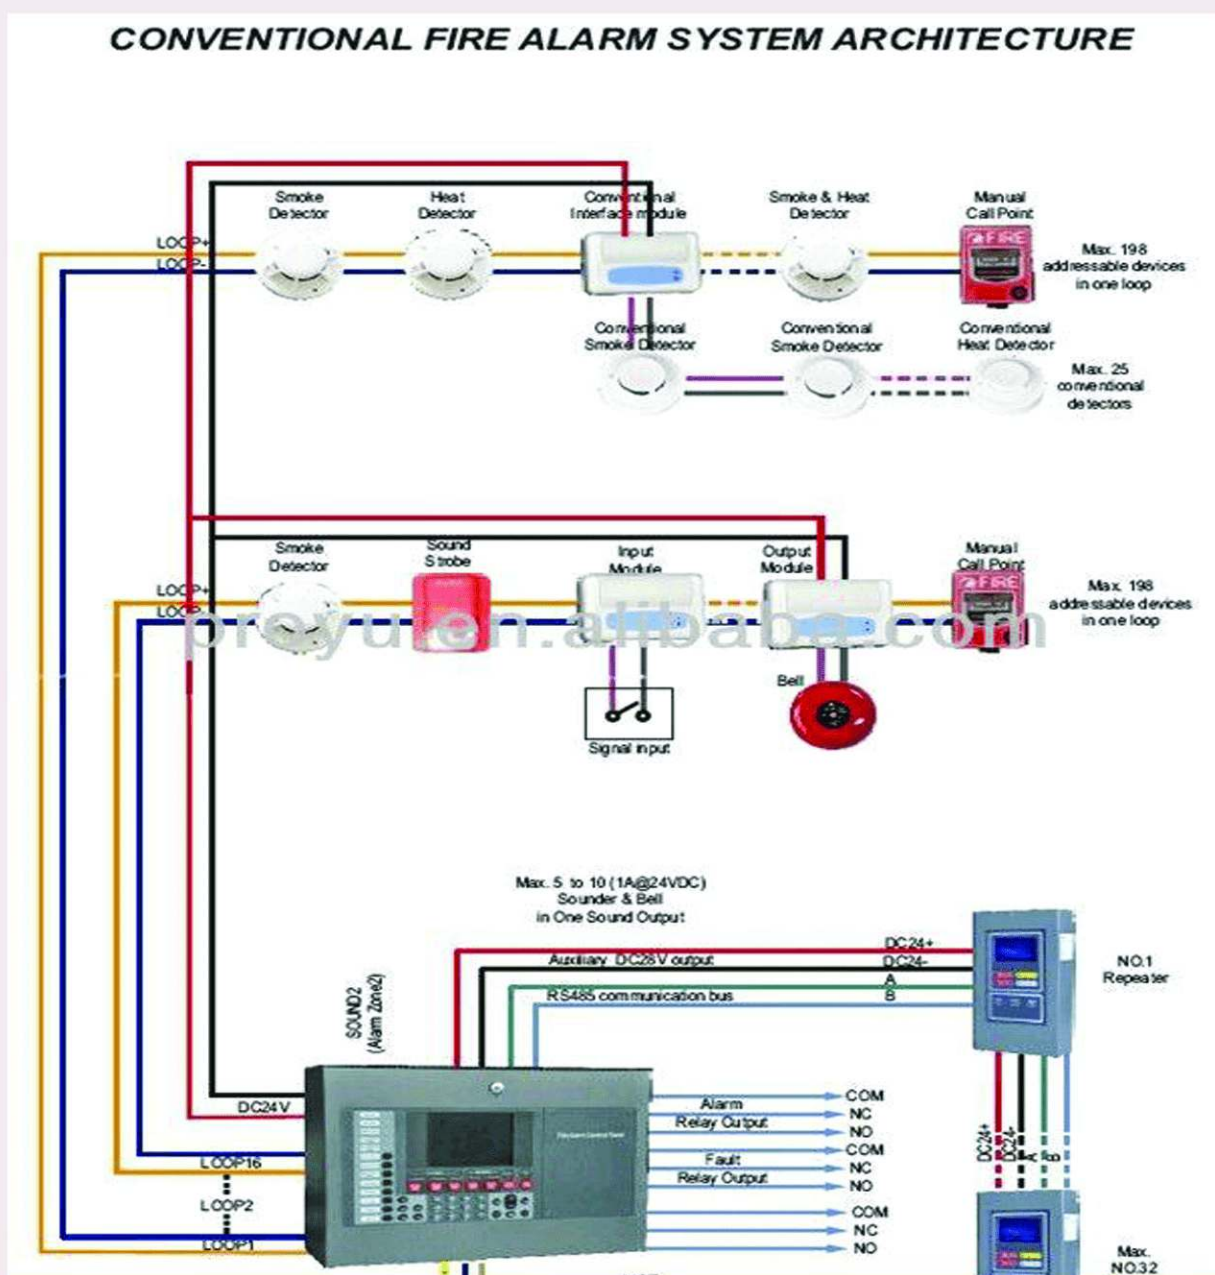 CONVENTIONAL FIRE ALARM SYSTEM ARCHITECTURE
Smoke
Detector
Heat
Detector
Conventional
Interface module
Smoke & Heat
Detector
Manual
Call Point
LOOP+
LOOP-
FIRE
Max. 198
addressable devices
in one loop
Conventional
Smoke Detector
Conventional
Smoke Detector
Conventional
Heat Detector
Max. 25
conventional
detectors
Smoke
Detector
Sound
Strobe
Input
Module
Output
Module
Manual
Call Point
LOOP+
LOOP-
FIRE
Max. 198
addressable devices
in one loop
preyu.en.alibaba.com
Bell
Signal input
Max. 5 to 10 (1A@24VDC)
Sounder & Bell
in One Sound Output
DC24+
Auxiliary DC28V output
DC24-
A
RS485 communication bus
B
NO.1
Repeater
SOUND2
(Alarm Zone2)
DC24V
Alarm
Relay Output
COM
NC
NO
Fault
Relay Output
COM
NC
NO
COM
NC
NO
LOOP16
LOOP2
LOOP1
DC24+
DC24-
A
B
Max.
NO.32